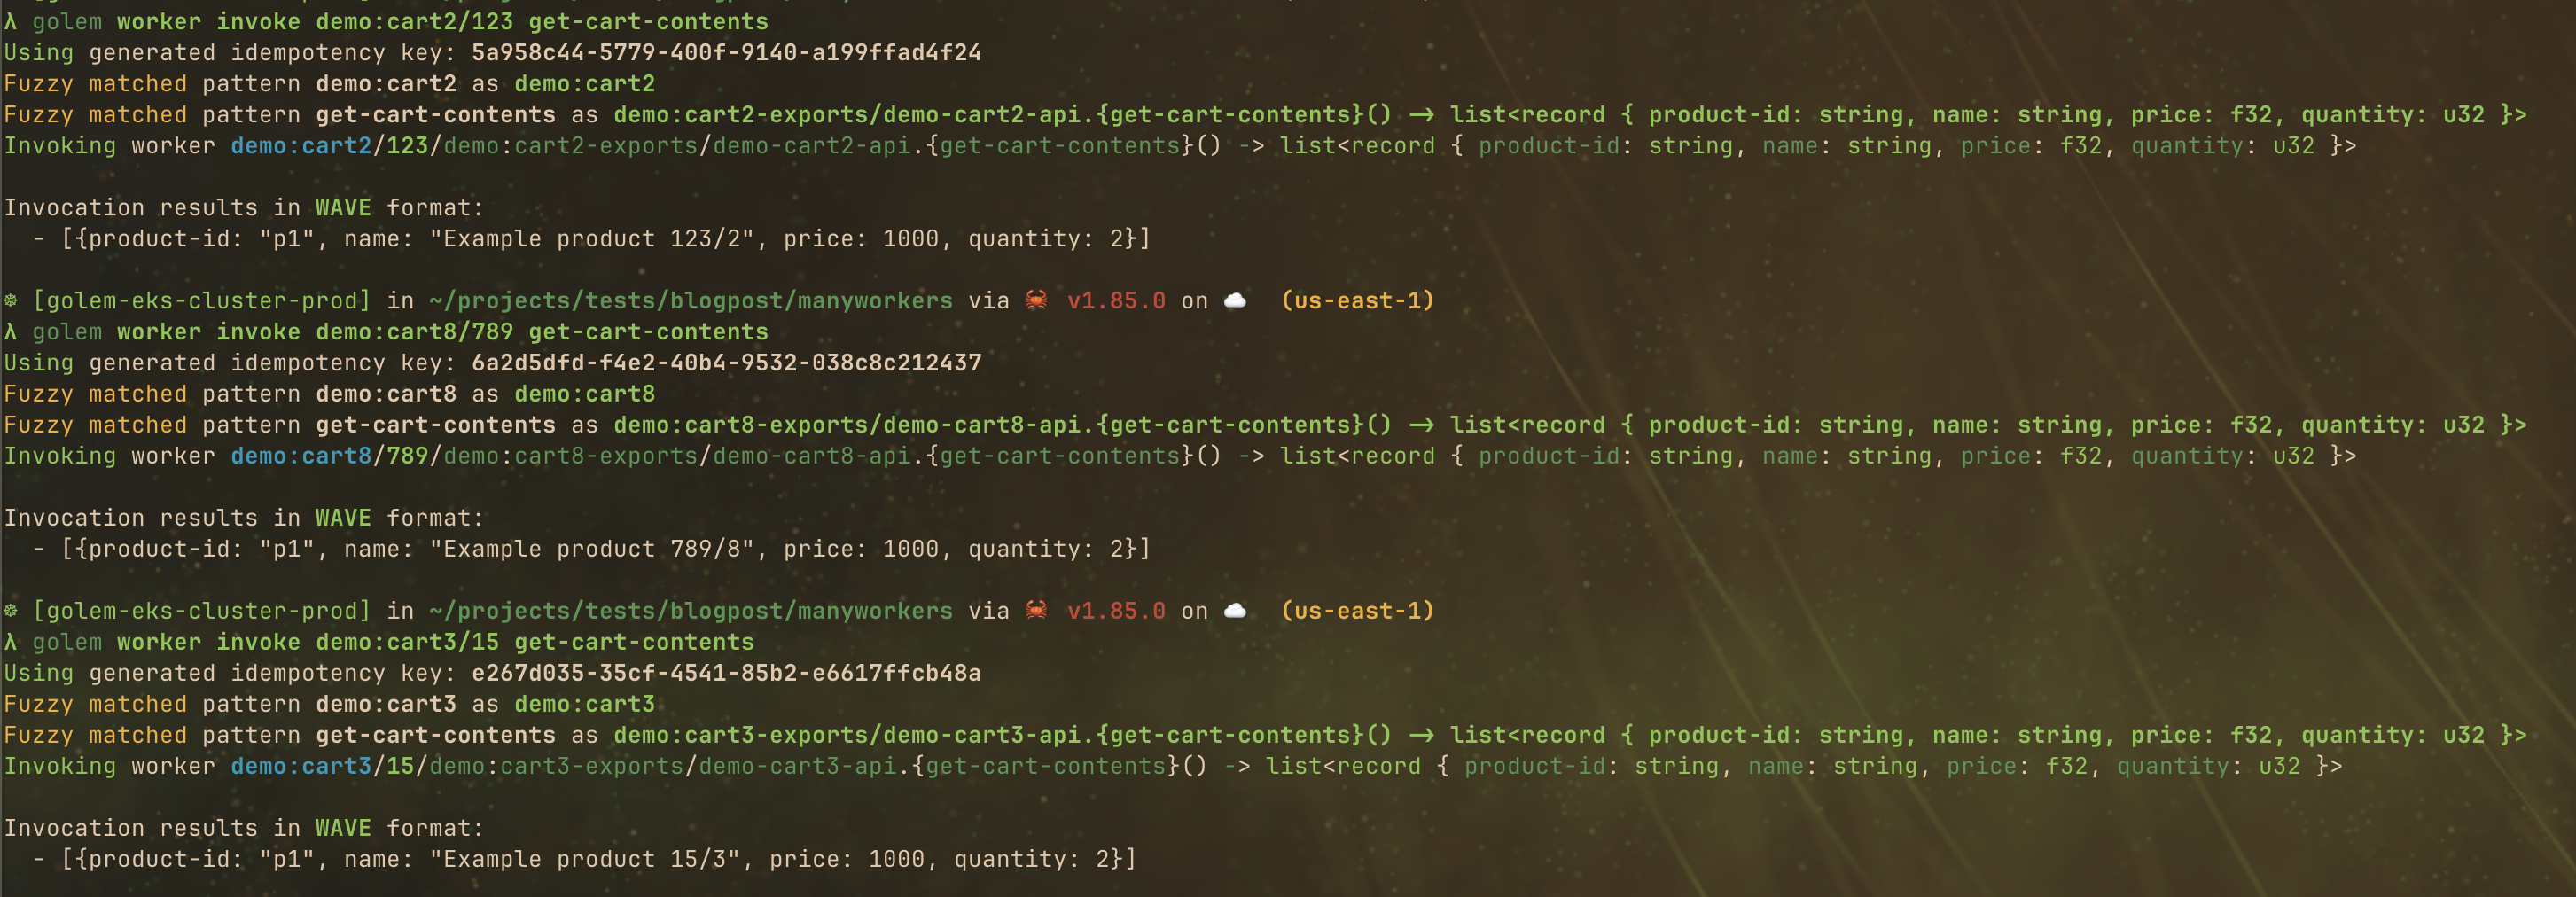 λ golem worker invoke demo:cart2/123 get-cart-contents
Using generated idempotency key: 5a958c44-5779-400f-9140-a199ffad4f24
Fuzzy matched pattern demo:cart2 as demo:cart2
Fuzzy matched pattern get-cart-contents as demo:cart2-exports/demo-cart2-api.{get-cart-contents}() -> list<record { product-id: string, name: string, price: f32, quantity: u32 }>
Invoking worker demo:cart2/123/demo:cart2-exports/demo-cart2-api.{get-cart-contents}() -> list<record { product-id: string, name: string, price: f32, quantity: u32 }>
Invocation results in WAVE format:
- [{product-id: "p1", name: "Example product 123/2", price: 1000, quantity: 2}]
☸ [golem-eks-cluster-prod] in ~/projects/tests/blogpost/manyworkers via 🦀 v1.85.0 on ☁️ (us-east-1)
λ golem worker invoke demo:cart8/789 get-cart-contents
Using generated idempotency key: 6a2d5dfd-f4e2-40b4-9532-038c8c212437
Fuzzy matched pattern demo:cart8 as demo:cart8
Fuzzy matched pattern get-cart-contents as demo:cart8-exports/demo-cart8-api.{get-cart-contents}() -> list<record { product-id: string, name: string, price: f32, quantity: u32 }>
Invoking worker demo:cart8/789/demo:cart8-exports/demo-cart8-api.{get-cart-contents}() -> list<record { product-id: string, name: string, price: f32, quantity: u32 }>
Invocation results in WAVE format:
- [{product-id: "p1", name: "Example product 789/8", price: 1000, quantity: 2}]
☸ [golem-eks-cluster-prod] in ~/projects/tests/blogpost/manyworkers via 🦀 v1.85.0 on ☁️ (us-east-1)
λ golem worker invoke demo:cart3/15 get-cart-contents
Using generated idempotency key: e267d035-35cf-4541-85b2-e6617ffcb48a
Fuzzy matched pattern demo:cart3 as demo:cart3
Fuzzy matched pattern get-cart-contents as demo:cart3-exports/demo-cart3-api.{get-cart-contents}() -> list<record { product-id: string, name: string, price: f32, quantity: u32 }>
Invoking worker demo:cart3/15/demo:cart3-exports/demo-cart3-api.{get-cart-contents}() -> list<record { product-id: string, name: string, price: f32, quantity: u32 }>
Invocation results in WAVE format:
- [{product-id: "p1", name: "Example product 15/3", price: 1000, quantity: 2}]